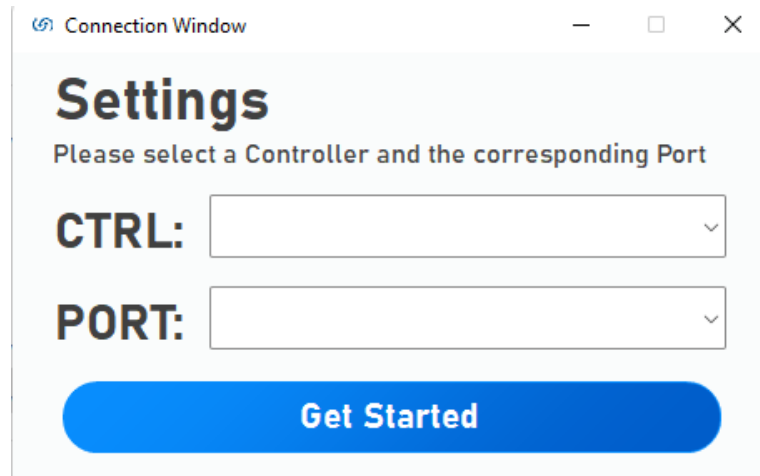 Connection Window
Settings
Please select a Controller and the corresponding Port
CTRL:
PORT:
Get Started